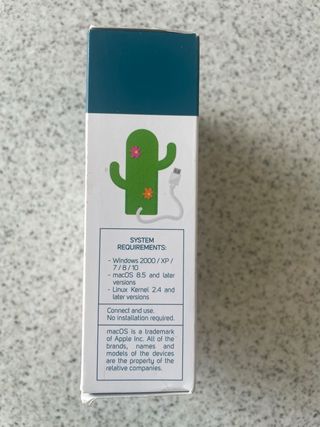 SYSTEM
REQUIREMENTS:
- Windows 2000 / XP /
7 / 8 / 10
- macOS 8.5 and later
versions
- Linux Kernel 2.4 and
later versions
Connect and use.
No installation required.
macOS is a trademark
of Apple Inc. All of the
brands, names and
models of the devices
are the property of the
relative companies.